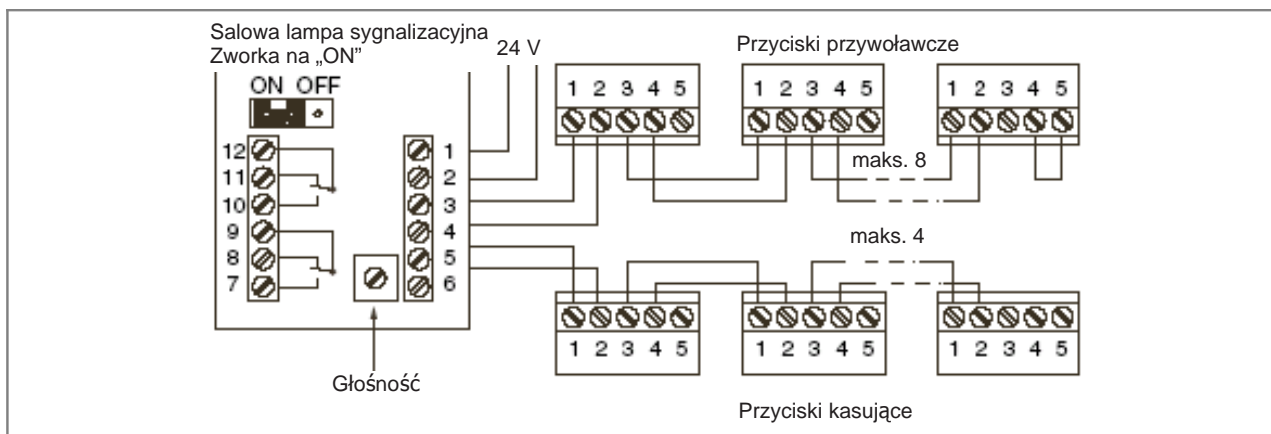 Salowa lampa sygnalizacyjna
Zworka na „ON”
24 V
Przyciski przywoławcze
ON OFF
1 2 3 4 5
1 2 3 4 5
1 2 3 4 5
12
11
10
9
8
7
1
2
3
4
5
6
maks. 8
maks. 4
1 2 3 4 5
1 2 3 4 5
1 2 3 4 5
Głośność
Przyciski kasujące